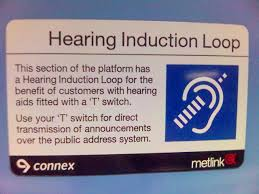 Hearing Induction Loop
This section of the platform has
a Hearing Induction Loop for the
benefit of customers with hearing
aids fitted with a 'T' switch.
Use your 'T' switch for direct
transmission of announcements
over the public address system.
connex
metlink